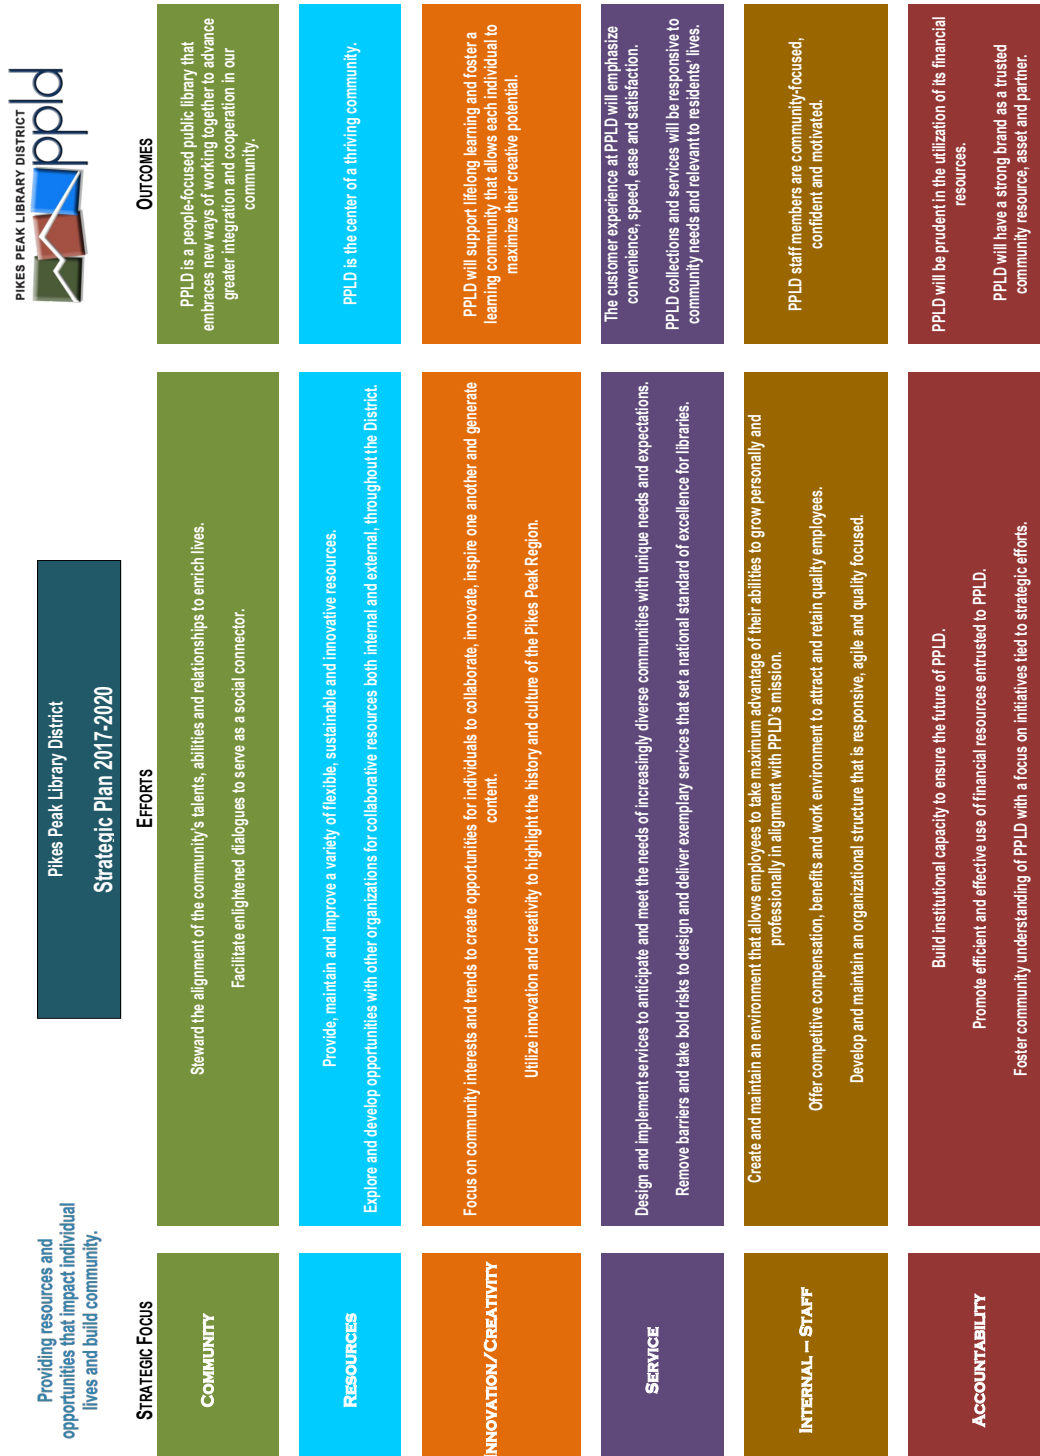 Providing resources and
opportunities that impact individual
lives and build community.
Pikes Peak Library District
Strategic Plan 2017-2020
PIKES PEAK LIBRARY DISTRICT
ppld
STRATEGIC FOCUS
EFFORTS
OUTCOMES
COMMUNITY
Steward the alignment of the community's talents, abilities and relationships to enrich lives.
Facilitate enlightened dialogues to serve as a social connector.
PPLD is a people-focused public library that
embraces new ways of working together to advance
greater integration and cooperation in our
community.
RESOURCES
Provide, maintain and improve a variety of flexible, sustainable and innovative resources.
Explore and develop opportunities with other organizations for collaborative resources both internal and external, throughout the District.
PPLD is the center of a thriving community.
INNOVATION/CREATIVITY
Focus on community interests and trends to create opportunities for individuals to collaborate, innovate, inspire one another and generate
content.
Utilize innovation and creativity to highlight the history and culture of the Pikes Peak Region.
PPLD will support lifelong learning and foster a
learning community that allows each individual to
maximize their creative potential.
SERVICE
Design and implement services to anticipate and meet the needs of increasingly diverse communities with unique needs and expectations.
Remove barriers and take bold risks to design and deliver exemplary services that set a national standard of excellence for libraries.
The customer experience at PPLD will emphasize
convenience, speed, ease and satisfaction.
PPLD collections and services will be responsive to
community needs and relevant to residents' lives.
INTERNAL – STAFF
Create and maintain an environment that allows employees to take maximum advantage of their abilities to grow personally and
professionally in alignment with PPLD's mission.
Offer competitive compensation, benefits and work environment to attract and retain quality employees.
Develop and maintain an organizational structure that is responsive, agile and quality focused.
PPLD staff members are community-focused,
confident and motivated.
ACCOUNTABILITY
Build institutional capacity to ensure the future of PPLD.
Promote efficient and effective use of financial resources entrusted to PPLD.
Foster community understanding of PPLD with a focus on initiatives tied to strategic efforts.
PPLD will be prudent in the utilization of its financial
resources.
PPLD will have a strong brand as a trusted
community resource, asset and partner.